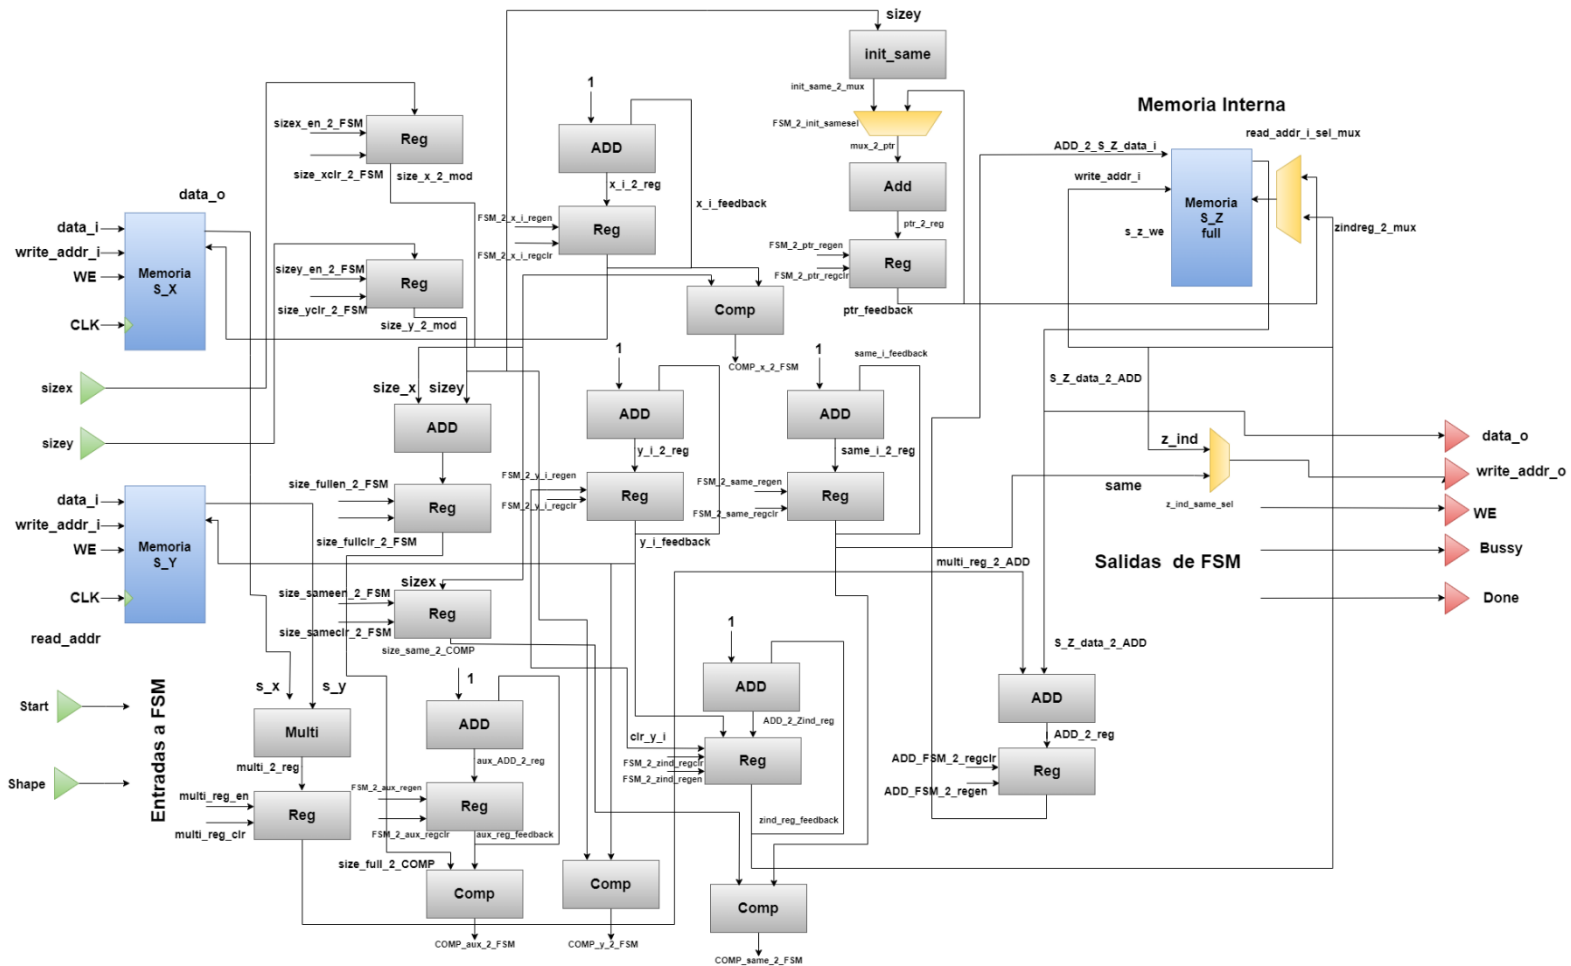 sizey
init_same
init_same_2_mux
FSM_2_init_samesel
mux_2_ptr
Add
ptr_2_reg
FSM_2_ptr_regen
FSM_2_ptr_regclr
Reg
ptr_feedback
Memoria Interna
read_addr_i_sel_mux
ADD_2_S_Z_data_i
write_addr_i
s_z_we
Memoria
S_Z
full
zindreg_2_mux
sizex_en_2_FSM
Reg
size_xclr_2_FSM
size_x_2_mod
1
ADD
x_i_2_reg
FSM_2_x_i_regen
Reg
FSM_2_x_i_regclr
x_i_feedback
data_o
data_i
write_addr_i
WE
CLK
Memoria
S_X
sizey_en_2_FSM
Reg
size_yclr_2_FSM
size_y_2_mod
Comp
COMP_x_2_FSM
sizex
sizey
size_x
sizey
ADD
size_fullen_2_FSM
Reg
size_fullclr_2_FSM
1
ADD
y_i_2_reg
FSM_2_y_i_regen
Reg
FSM_2_y_i_regclr
y_i_feedback
1
same_i_feedback
ADD
same_i_2_reg
FSM_2_same_regen
Reg
FSM_2_same_regclr
S_Z_data_2_ADD
z_ind
same
z_ind_same_sel
data_o
write_addr_o
WE
Bussy
Done
Salidas de FSM
data_i
write_addr_i
WE
CLK
Memoria
S_Y
read_addr
sizex
size_sameen_2_FSM
Reg
size_sameclr_2_FSM
size_same_2_COMP
multi_reg_2_ADD
S_Z_data_2_ADD
ADD
ADD_2_reg
ADD_FSM_2_regclr
Reg
ADD_FSM_2_regen
Start
Shape
Entradas a FSM
s_x
s_y
Multi
multi_2_reg
multi_reg_en
Reg
multi_reg_clr
1
ADD
aux_ADD_2_reg
FSM_2_aux_regen
Reg
FSM_2_aux_regclr
aux_reg_feedback
size_full_2_COMP
Comp
COMP_aux_2_FSM
Comp
COMP_y_2_FSM
1
ADD
ADD_2_Zind_reg
clr_y_i
FSM_2_zind_regclr
Reg
FSM_2_zind_regen
zind_reg_feedback
Comp
COMP_same_2_FSM